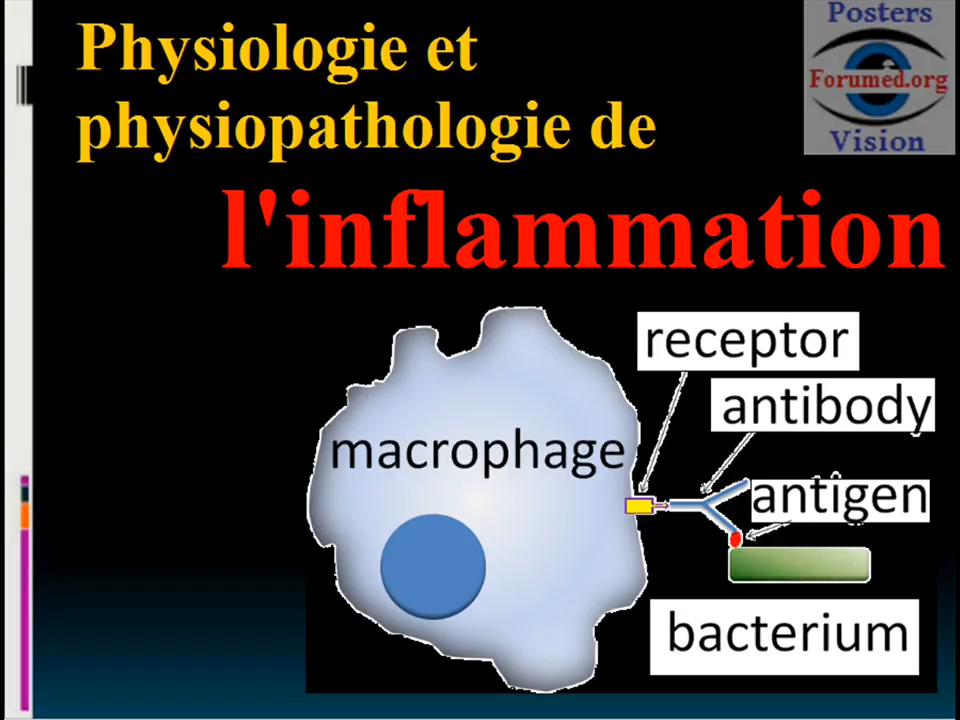 Physiologie et
physiopathologie de
l'inflammation
Posters
Forumed.org
Vision
receptor
antibody
macrophage
antigen
bacterium